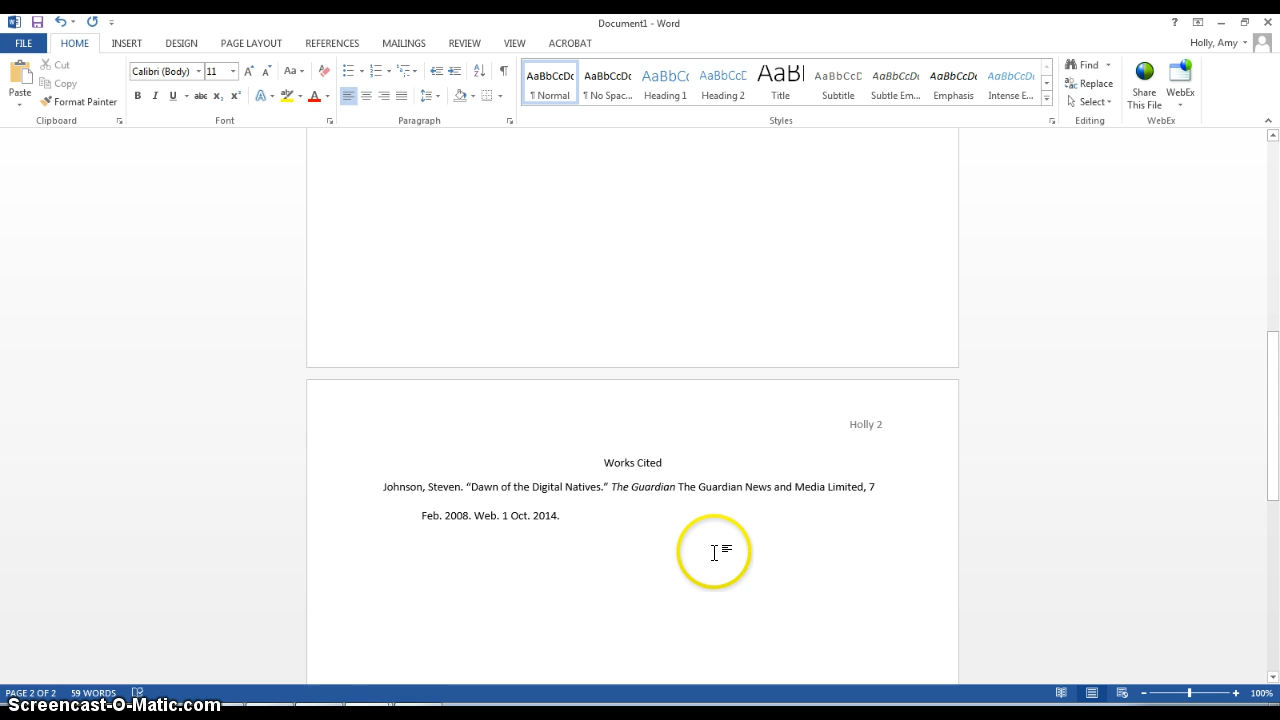 Document1 - Word
FILE HOME INSERT DESIGN PAGE LAYOUT REFERENCES MAILINGS REVIEW VIEW ACROBAT
Holly, Amy
Paste
Cut
Copy
Format Painter
Clipboard
Calibri (Body) 11
Font
Paragraph
AaBbCcDc AaBbCcDc AaBbCc AaBbCcD AaB AaBbCcD AaBbCcDc AaBbCcDc AaBbCcDc
¶ Normal ¶ No Spac... Heading 1 Heading 2 Title Subtitle Subtle Em... Emphasis Intense E...
Styles
Find
Replace
Select
Editing
Share
This File
WebEx
WebEx
Holly 2
Works Cited
Johnson, Steven. “Dawn of the Digital Natives.” The Guardian The Guardian News and Media Limited, 7
Feb. 2008. Web. 1 Oct. 2014.
PAGE 2 OF 2 59 WORDS
100%
Screencast-O-Matic.com